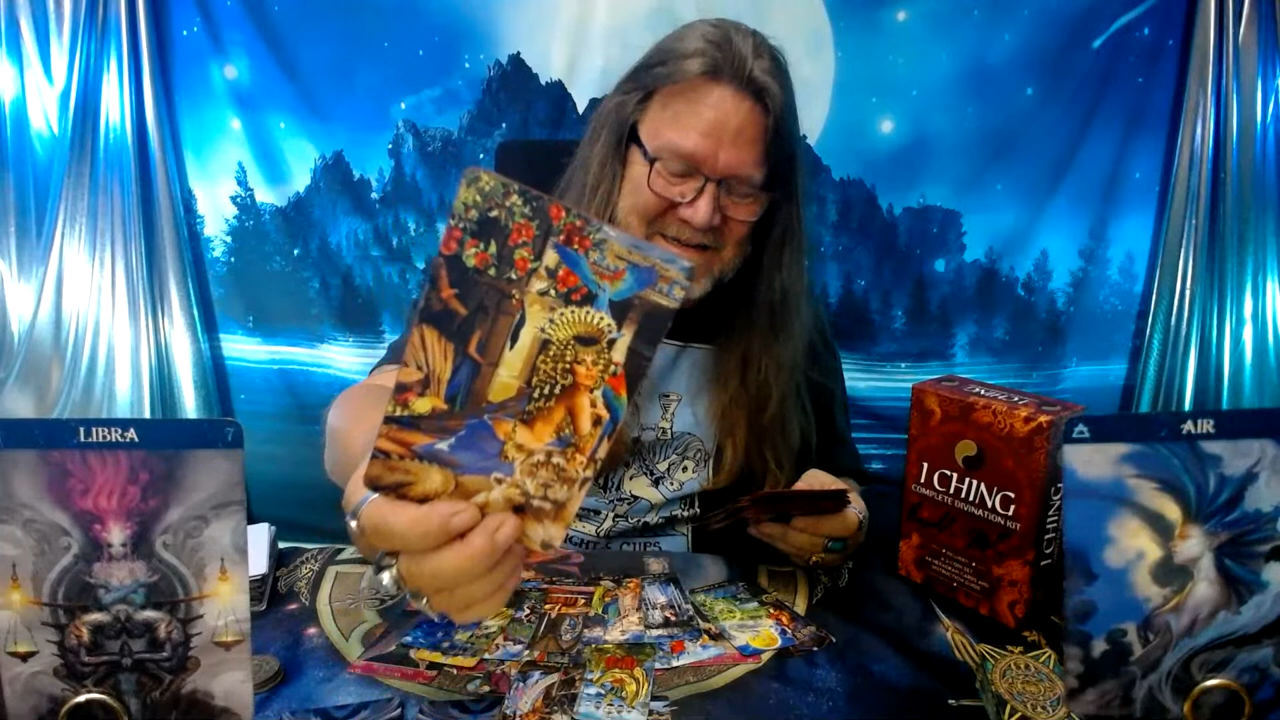 LIBRA 7
AIR
I CHING
I CHING
COMPLETE DIVINATION KIT
I CHING
CUPS